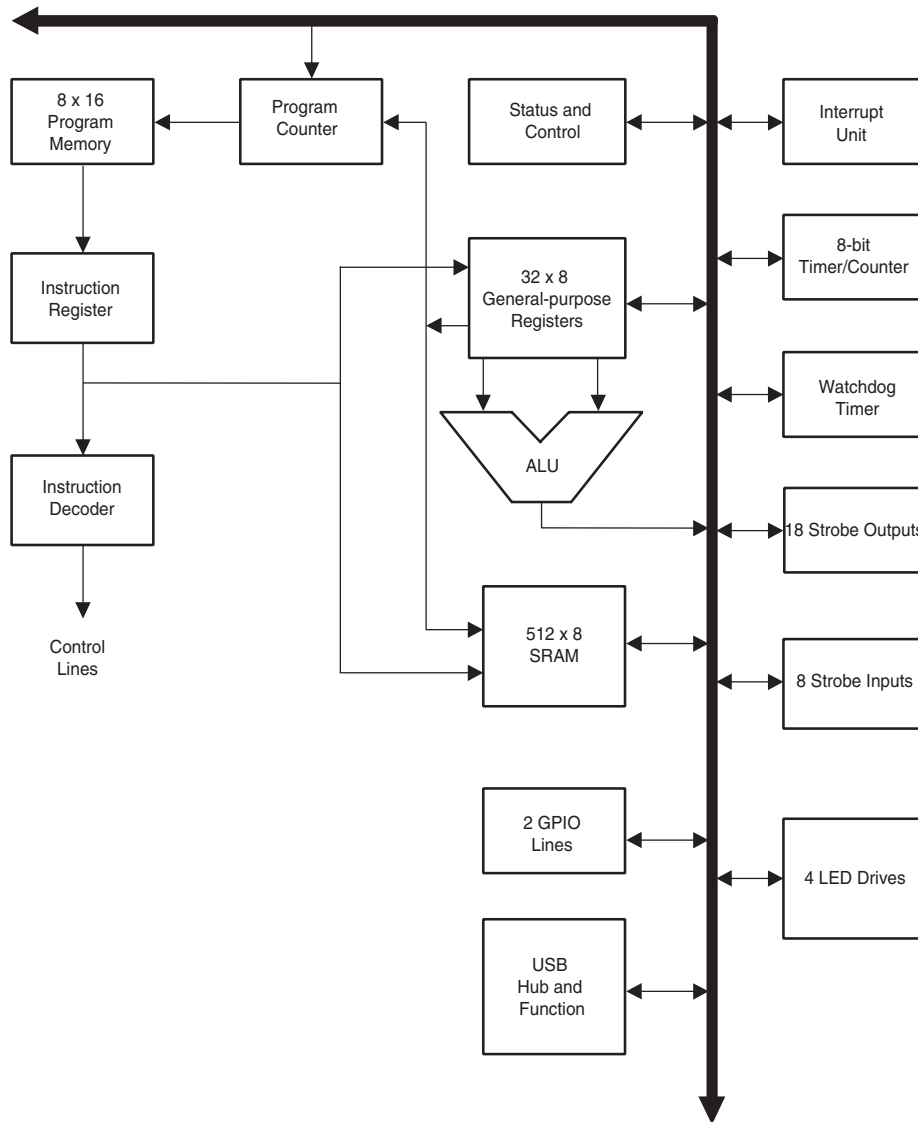 8 x 16
Program
Memory
Program
Counter
Status and
Control
Interrupt
Unit
Instruction
Register
32 x 8
General-purpose
Registers
8-bit
Timer/Counter
Watchdog
Timer
ALU
Instruction
Decoder
18 Strobe Outputs
Control
Lines
512 x 8
SRAM
8 Strobe Inputs
2 GPIO
Lines
4 LED Drives
USB
Hub and
Function